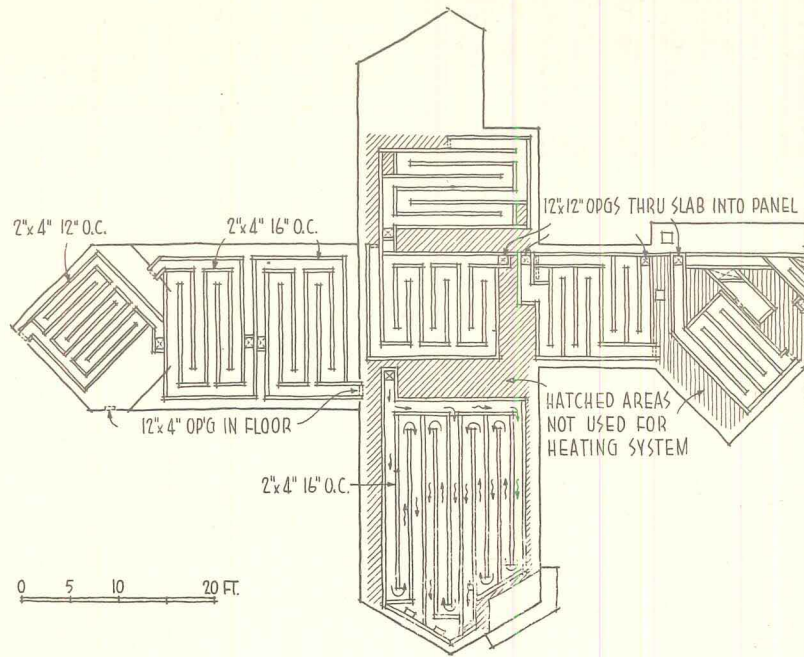 12"x12" OPGS THRU SLAB INTO PANEL
2"x 4" 12" O.C.
2"x 4" 16" O.C.
12"x 4" OP'G IN FLOOR
HATCHED AREAS
NOT USED FOR
HEATING SYSTEM
2"x 4" 16" O.C.
0 5 10 20 FT.